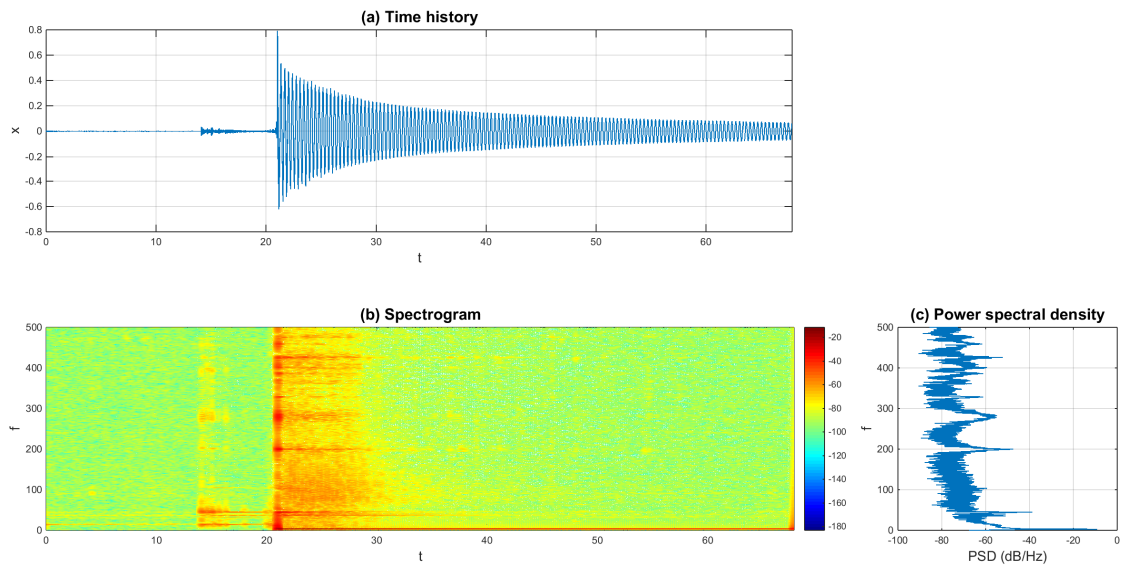 (a) Time history
0.8
0.6
0.4
0.2
0
-0.2
-0.4
-0.6
-0.8
x
0 10 20 30 40 50 60
t
(b) Spectrogram
500
400
300
200
100
0
f
0 10 20 30 40 50 60
t
-20
-40
-60
-80
-100
-120
-140
-160
-180
(c) Power spectral density
500
400
300
200
100
0
f
-100 -80 -60 -40 -20 0
PSD (dB/Hz)